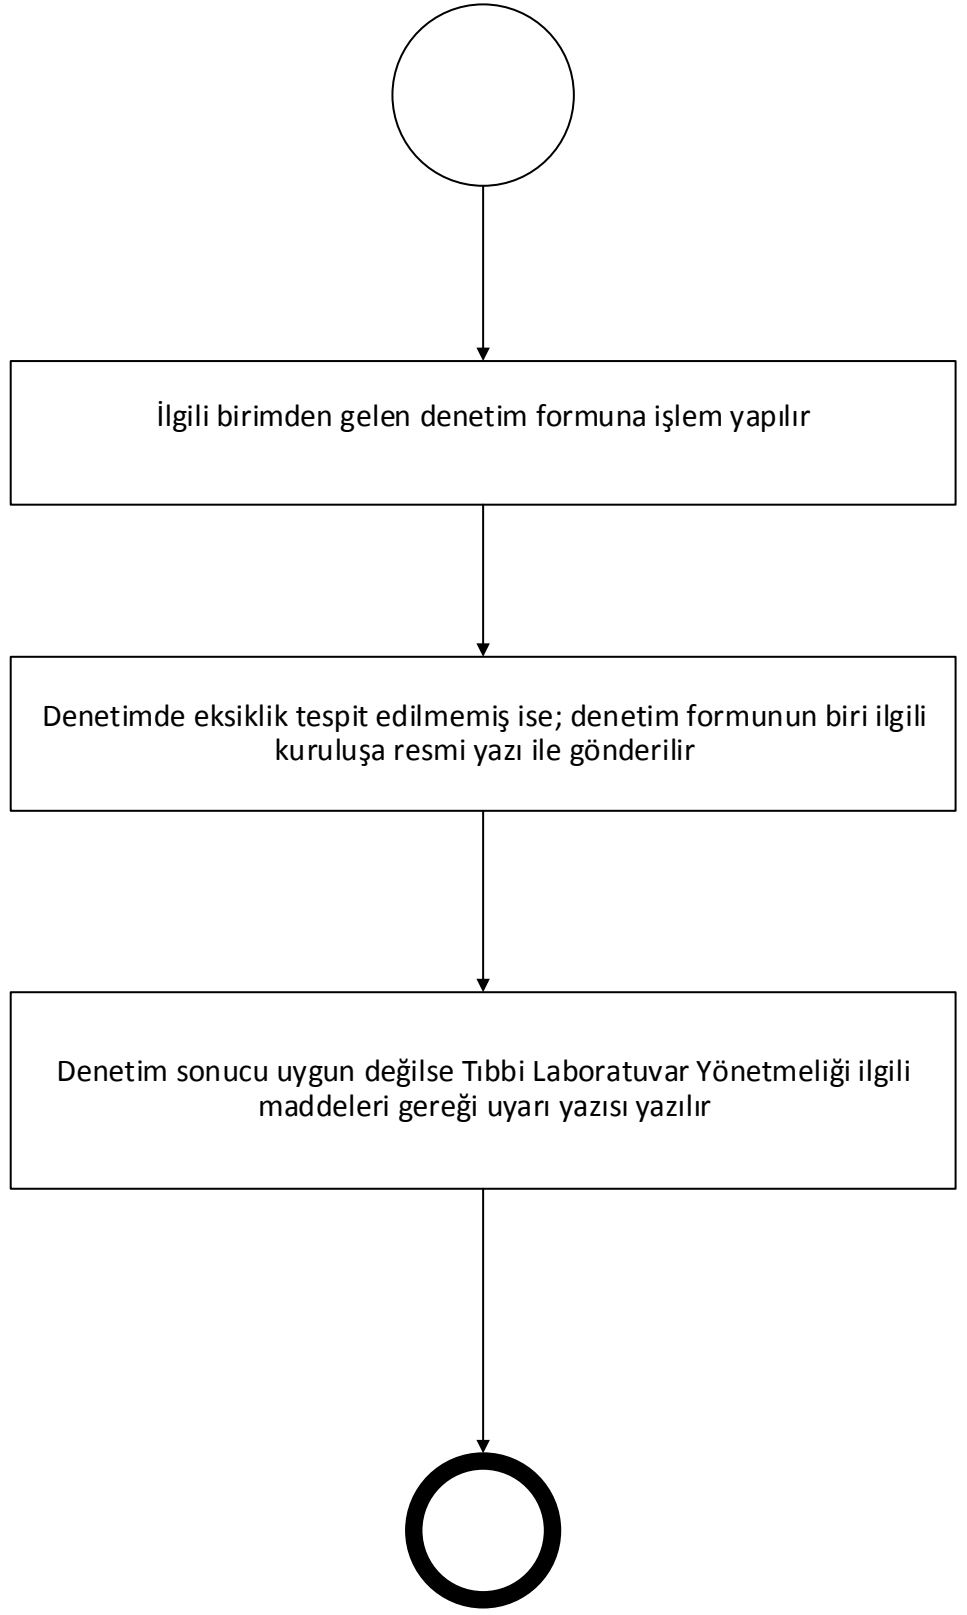 İlgili birimden gelen denetim formuna işlem yapılır
Denetimde eksiklik tespit edilmemiş ise; denetim formunun biri ilgili
kuruluşa resmi yazı ile gönderilir
Denetim sonucu uygun değilse Tıbbi Laboratuvar Yönetmeliği ilgili
maddeleri gereği uyarı yazısı yazılır